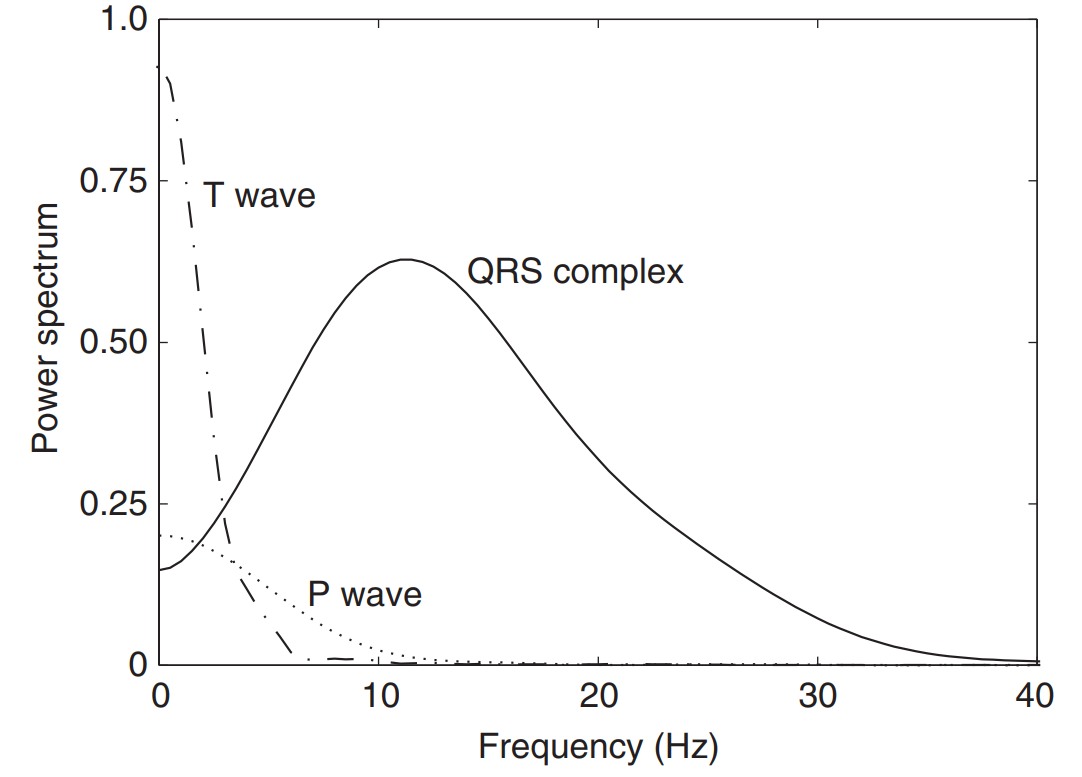 1.0
0.75
0.50
0.25
0
Power spectrum
T wave
QRS complex
P wave
0 10 20 30 40
Frequency (Hz)